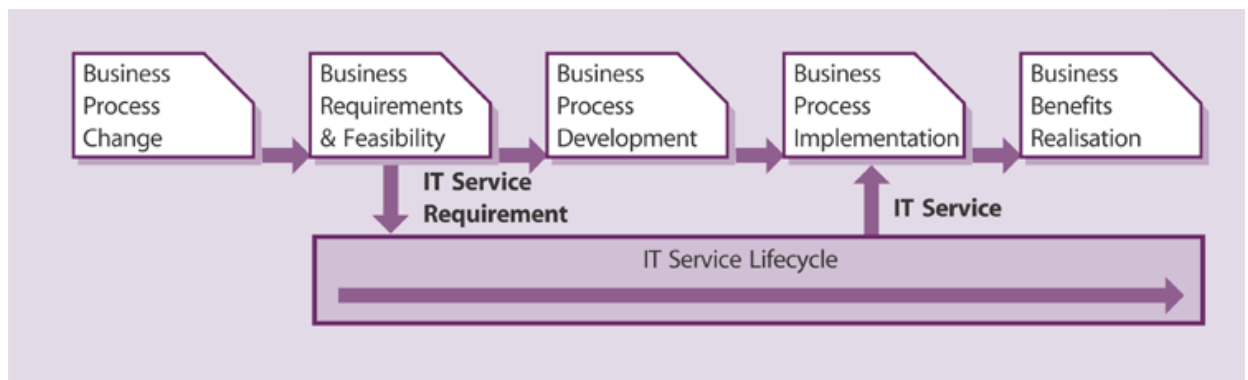 Business
Process
Change
Business
Requirements
& Feasibility
Business
Process
Development
Business
Process
Implementation
Business
Benefits
Realisation
IT Service
Requirement
IT Service
IT Service Lifecycle